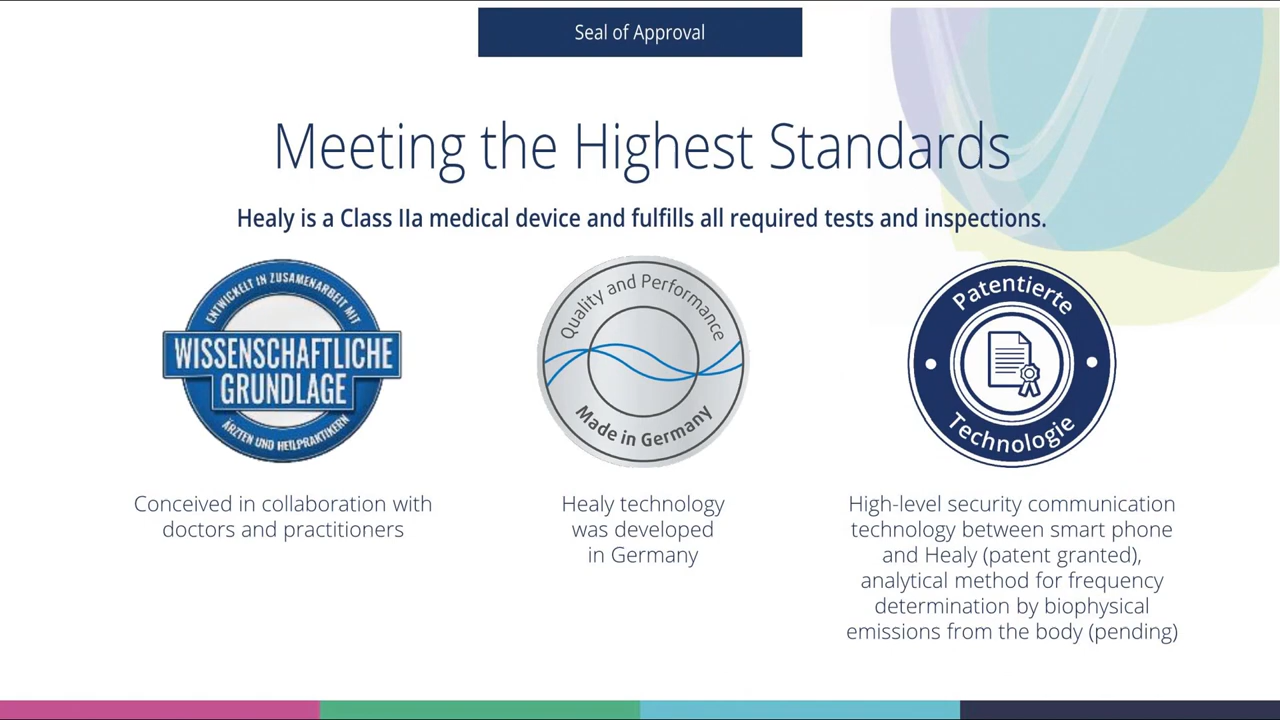 Seal of Approval
Meeting the Highest Standards
Healy is a Class IIa medical device and fulfills all required tests and inspections.
ENTWICKELT IN ZUSAMENARBEIT MIT
WISSENSCHAFTLICHE
GRUNDLAGE
ÄRZTEN UND HEILPRAKTIKERN
Conceived in collaboration with
doctors and practitioners
Quality and Performance
Made in Germany
Healy technology
was developed
in Germany
Patentierte
Technologie
High-level security communication
technology between smart phone
and Healy (patent granted),
analytical method for frequency
determination by biophysical
emissions from the body (pending)